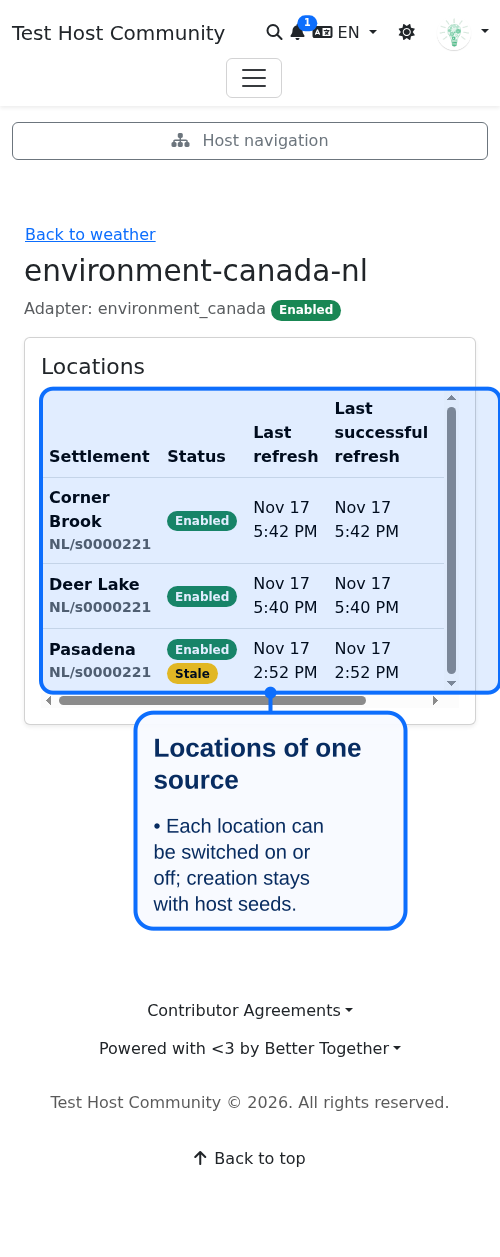 Test Host Community
1
EN
Host navigation
Back to weather
environment-canada-nl
Adapter: environment_canada Enabled
Locations
Settlement Status Last refresh Last successful refresh
Corner Brook NL/s0000221 Enabled Nov 17 5:42 PM Nov 17 5:42 PM
Deer Lake NL/s0000221 Enabled Nov 17 5:40 PM Nov 17 5:40 PM
Pasadena NL/s0000221 Enabled Stale Nov 17 2:52 PM Nov 17 2:52 PM
Locations of one
source
• Each location can
be switched on or
off; creation stays
with host seeds.
Contributor Agreements
Powered with <3 by Better Together
Test Host Community © 2026. All rights reserved.
Back to top